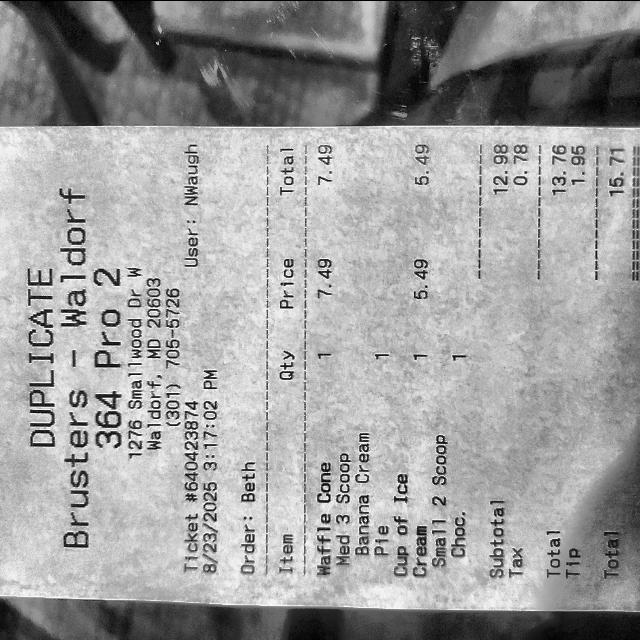 DUPLICATE
Brusters - Waldorf
364 Pro 2
1276 Smallwood Dr W
Waldorf, MD 20603
(301) 705-5726
Ticket #640423874
8/23/2025 3:17:02 PM User: NWaugh
Order: Beth
Item Qty Price Total
Waffle Cone 1 7.49 7.49
Med 3 Scoop
Banana Cream 1
Pie
Cup of Ice 1 5.49 5.49
Cream
Small 2 Scoop
Choc. 1
Subtotal 12.98
Tax 0.78
Total 13.76
Tip 1.95
Total 15.71